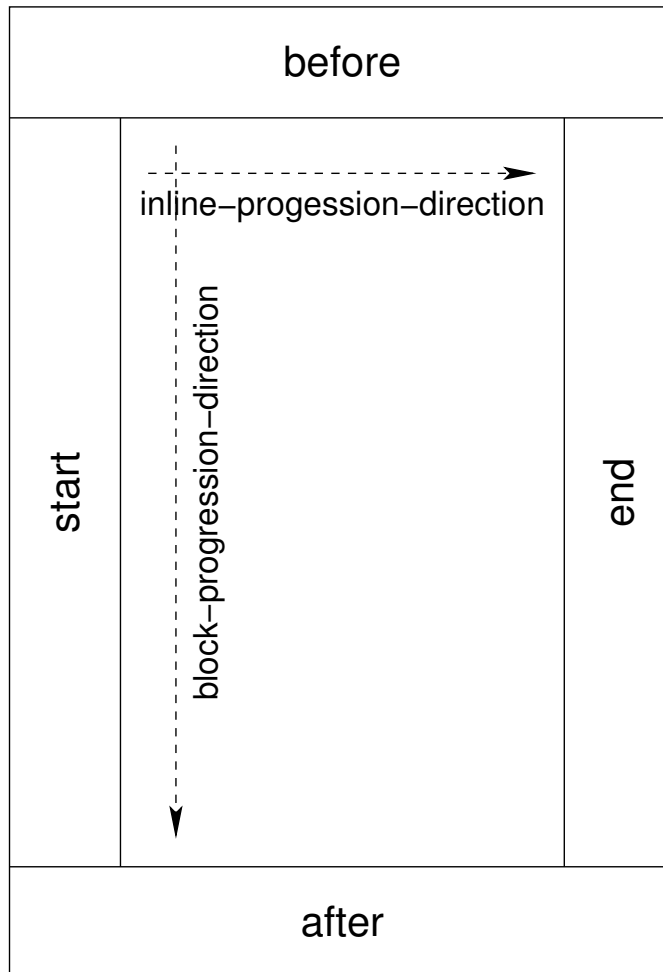 before
inline–progession–direction
block–progression–direction
start
end
after